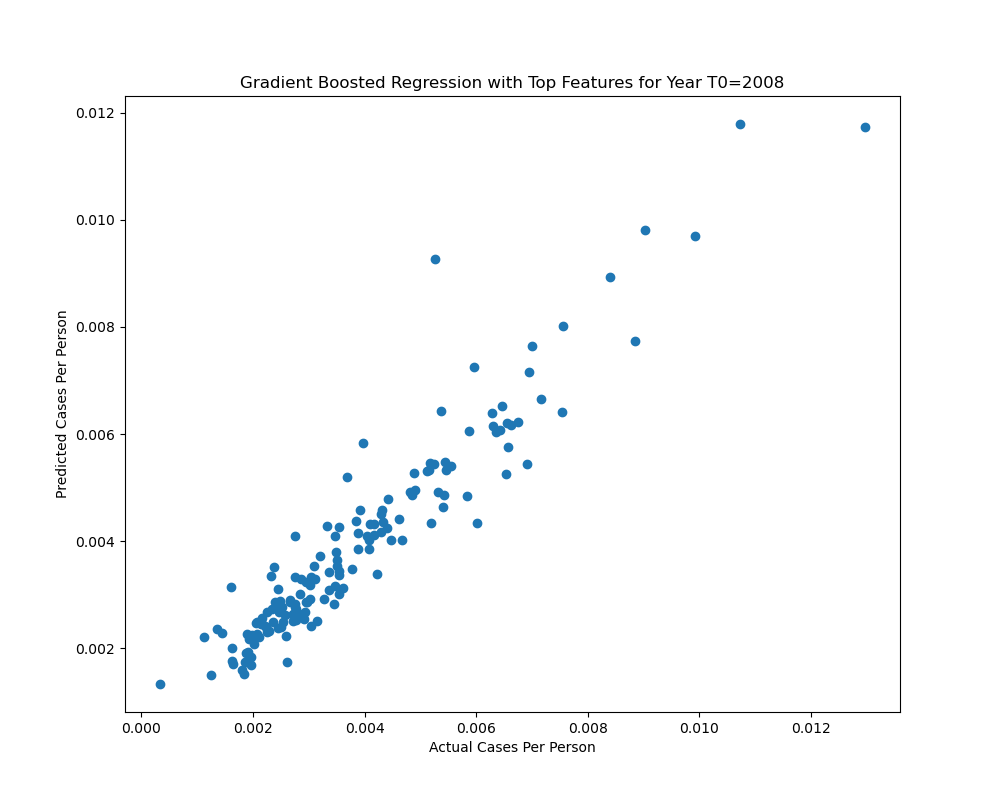 Gradient Boosted Regression with Top Features for Year T0=2008
0.012
0.010
0.008
0.006
0.004
0.002
Predicted Cases Per Person
0.000 0.002 0.004 0.006 0.008 0.010 0.012
Actual Cases Per Person